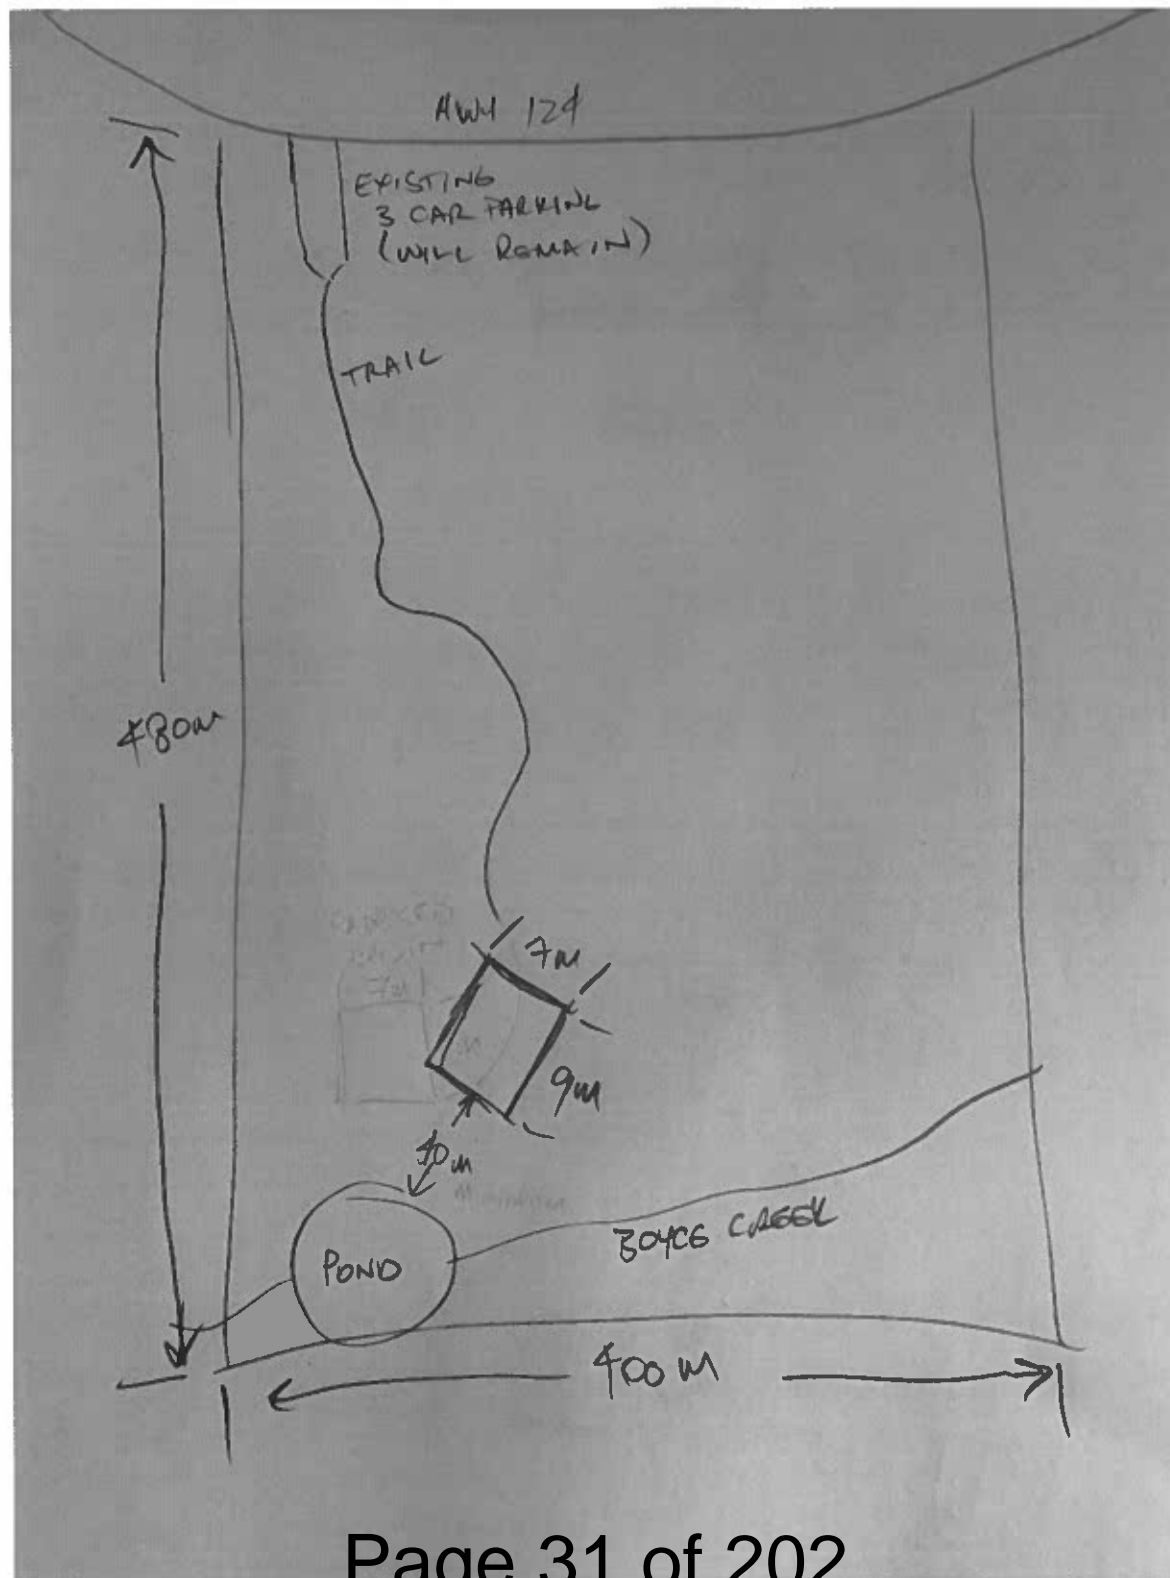 HWY 124
EXISTING
3 CAR PARKING
(WILL REMAIN)
TRAIL
480m
7m
9m
40m
POND
BOYCE CREEK
400 M
Page 31 of 202